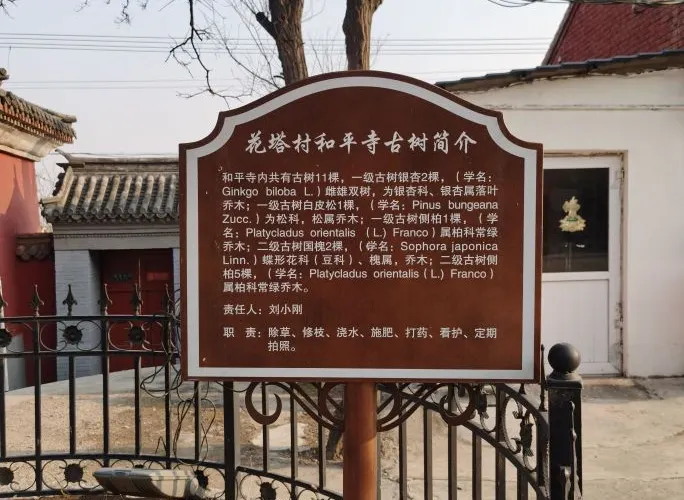 花塔村和平寺古树简介
和平寺内共有古树11棵，一级古树银杏2棵，（学名：
Ginkgo biloba L.）雌雄双树，为银杏科、银杏属落叶
乔木；一级古树白皮松1棵，（学名：Pinus bungeana
Zucc.）为松科，松属乔木；一级古树侧柏1棵，（学
名：Platycladus orientalis （L.) Franco）属柏科常绿
乔木；二级古树国槐2棵，（学名：Sophora japonica
Linn.）蝶形花科（豆科）、槐属，乔木；二级古树侧
柏5棵，（学名：Platycladus orientalis（L.) Franco）
属柏科常绿乔木。
责任人：刘小刚
职 责：除草、修枝、浇水、施肥、打药、看护、定期
拍照。